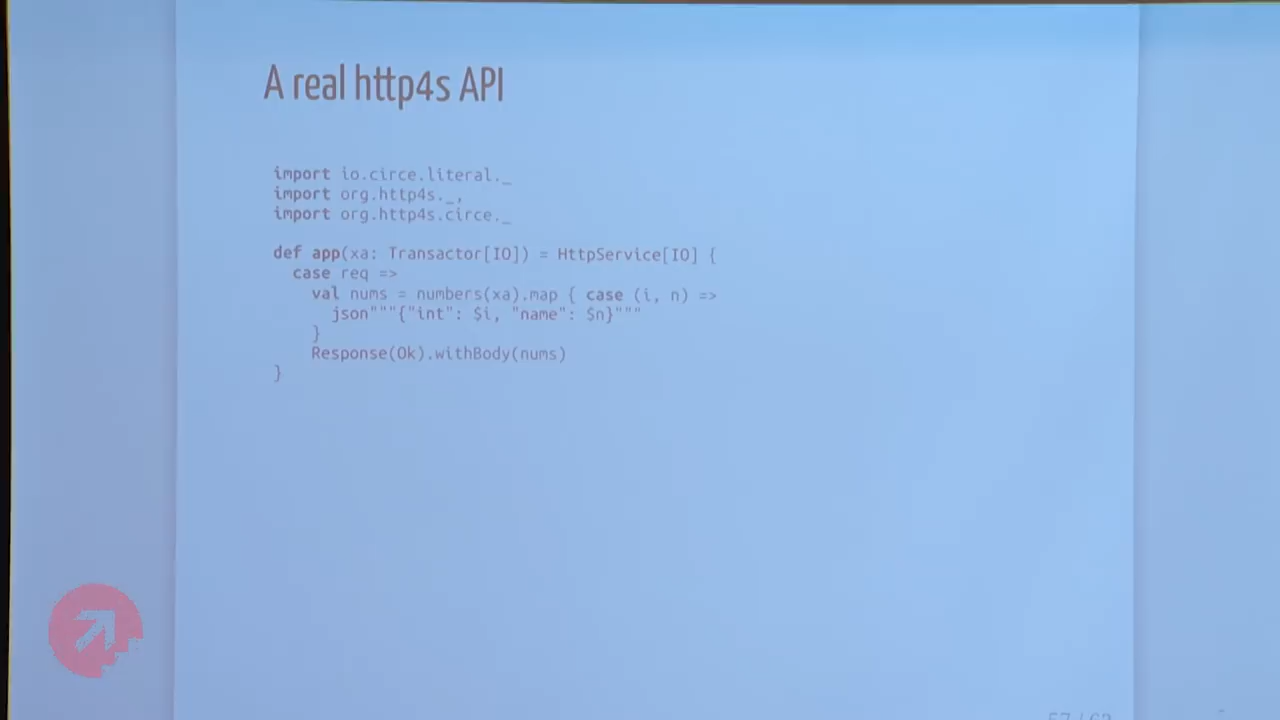 A real http4s API
import io.circe.literal._
import org.http4s._,
import org.http4s.circe._
def app(xa: Transactor[IO]) = HttpService[IO] {
case req =>
val nums = numbers(xa).map { case (i, n) =>
json"""{"int": $i, "name": $n}"""
}
Response(Ok).withBody(nums)
}